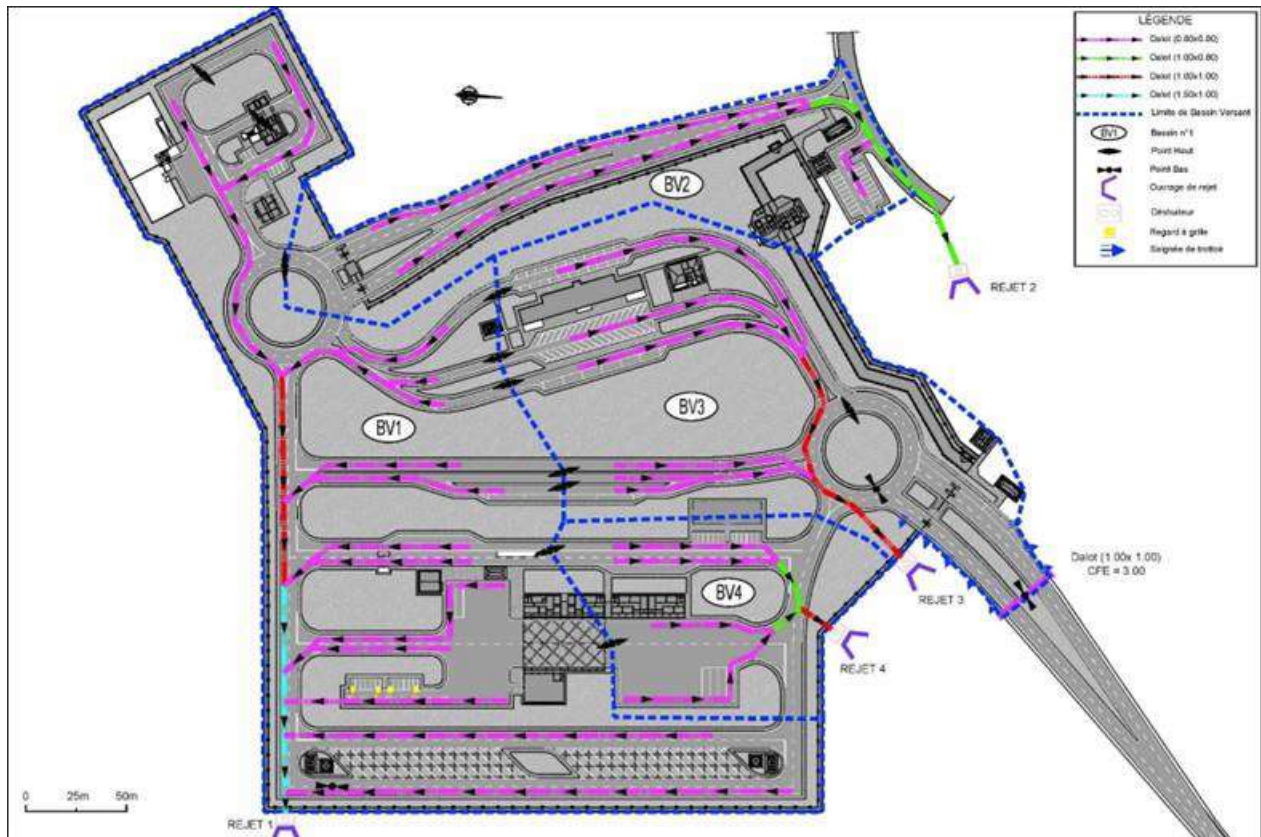 LÉGENDE
Dalot (0.80x0.80)
Dalot (1.00x0.80)
Dalot (1.00x1.00)
Dalot (1.50x1.00)
Limite de Bassin Versant
BV1
Bassin n°1
Point Haut
Point Bas
Ouvrage de rejet
Déshuileur
Regard à grille
Saignée de trottoir
BV2
REJET 2
BV3
BV1
Dalot (1.00x 1.00)
CFE = 3.00
BV4
REJET 3
REJET 4
0 25m 50m
REJET 1